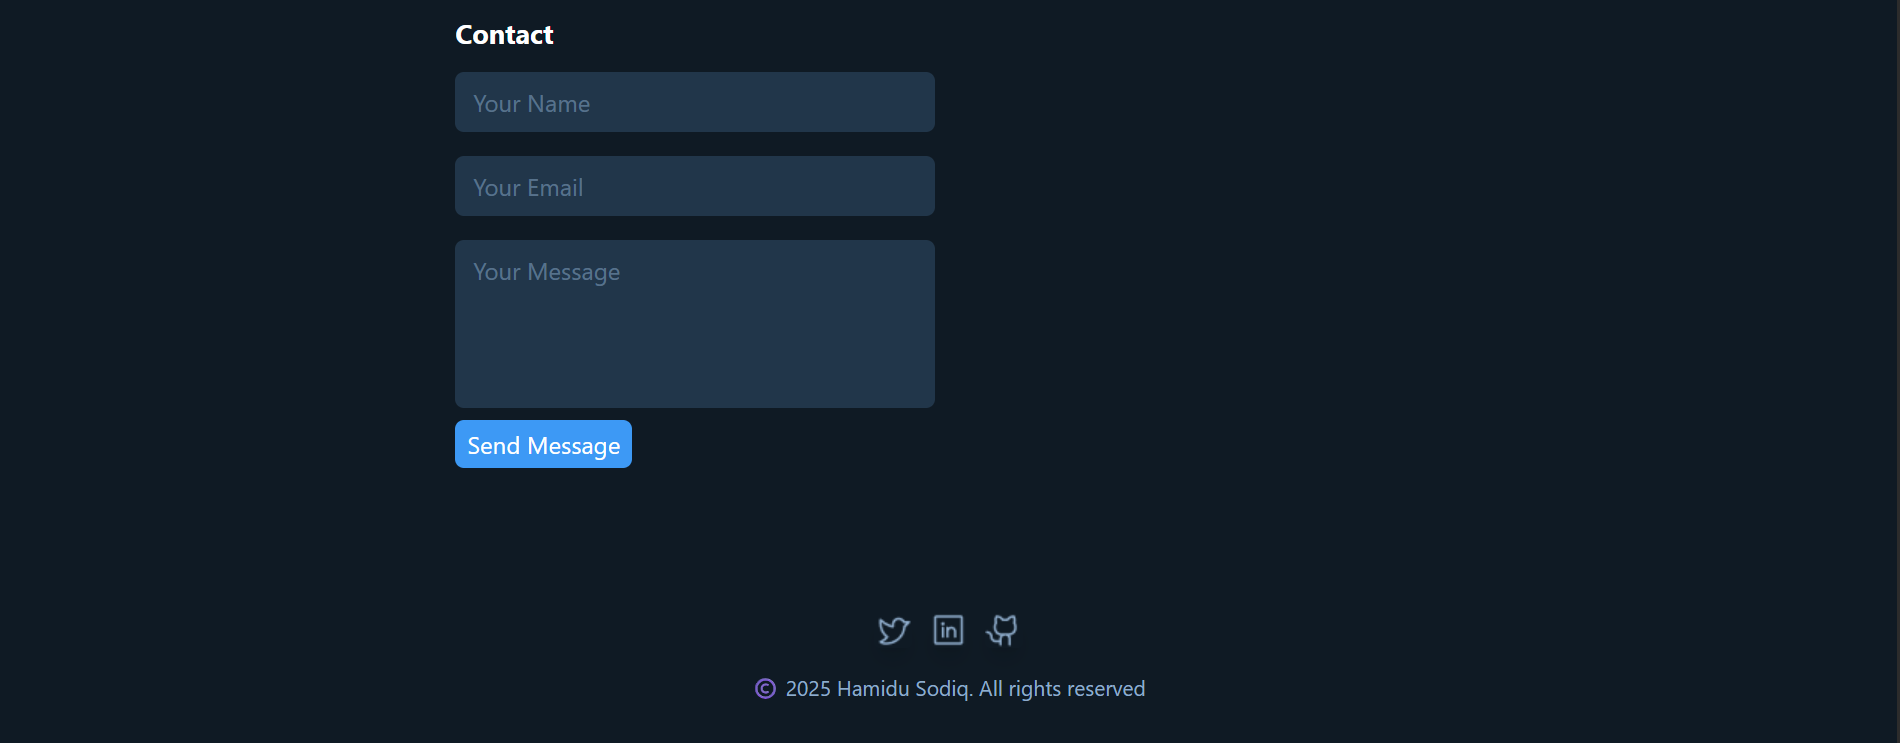 Contact
Your Name
Your Email
Your Message
Send Message
in
© 2025 Hamidu Sodiq. All rights reserved